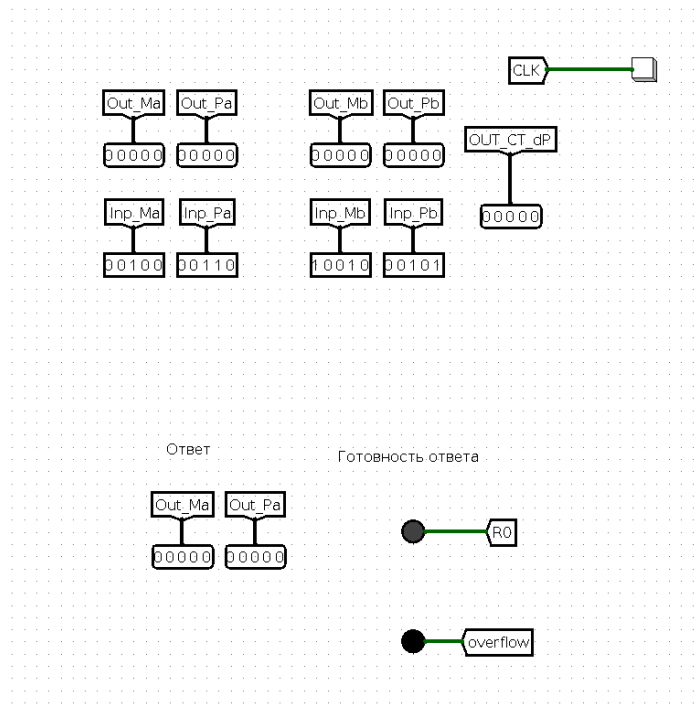 CLK
Out_Ma Out_Pa Out_Mb Out_Pb
OUT_CT_dP
00000 00000 00000 00000
Inp_Ma Inp_Pa Inp_Mb Inp_Pb
00000
00100 00110 10010 00101
Ответ
Готовность ответа
Out_Ma Out_Pa
R0
00000 00000
overflow